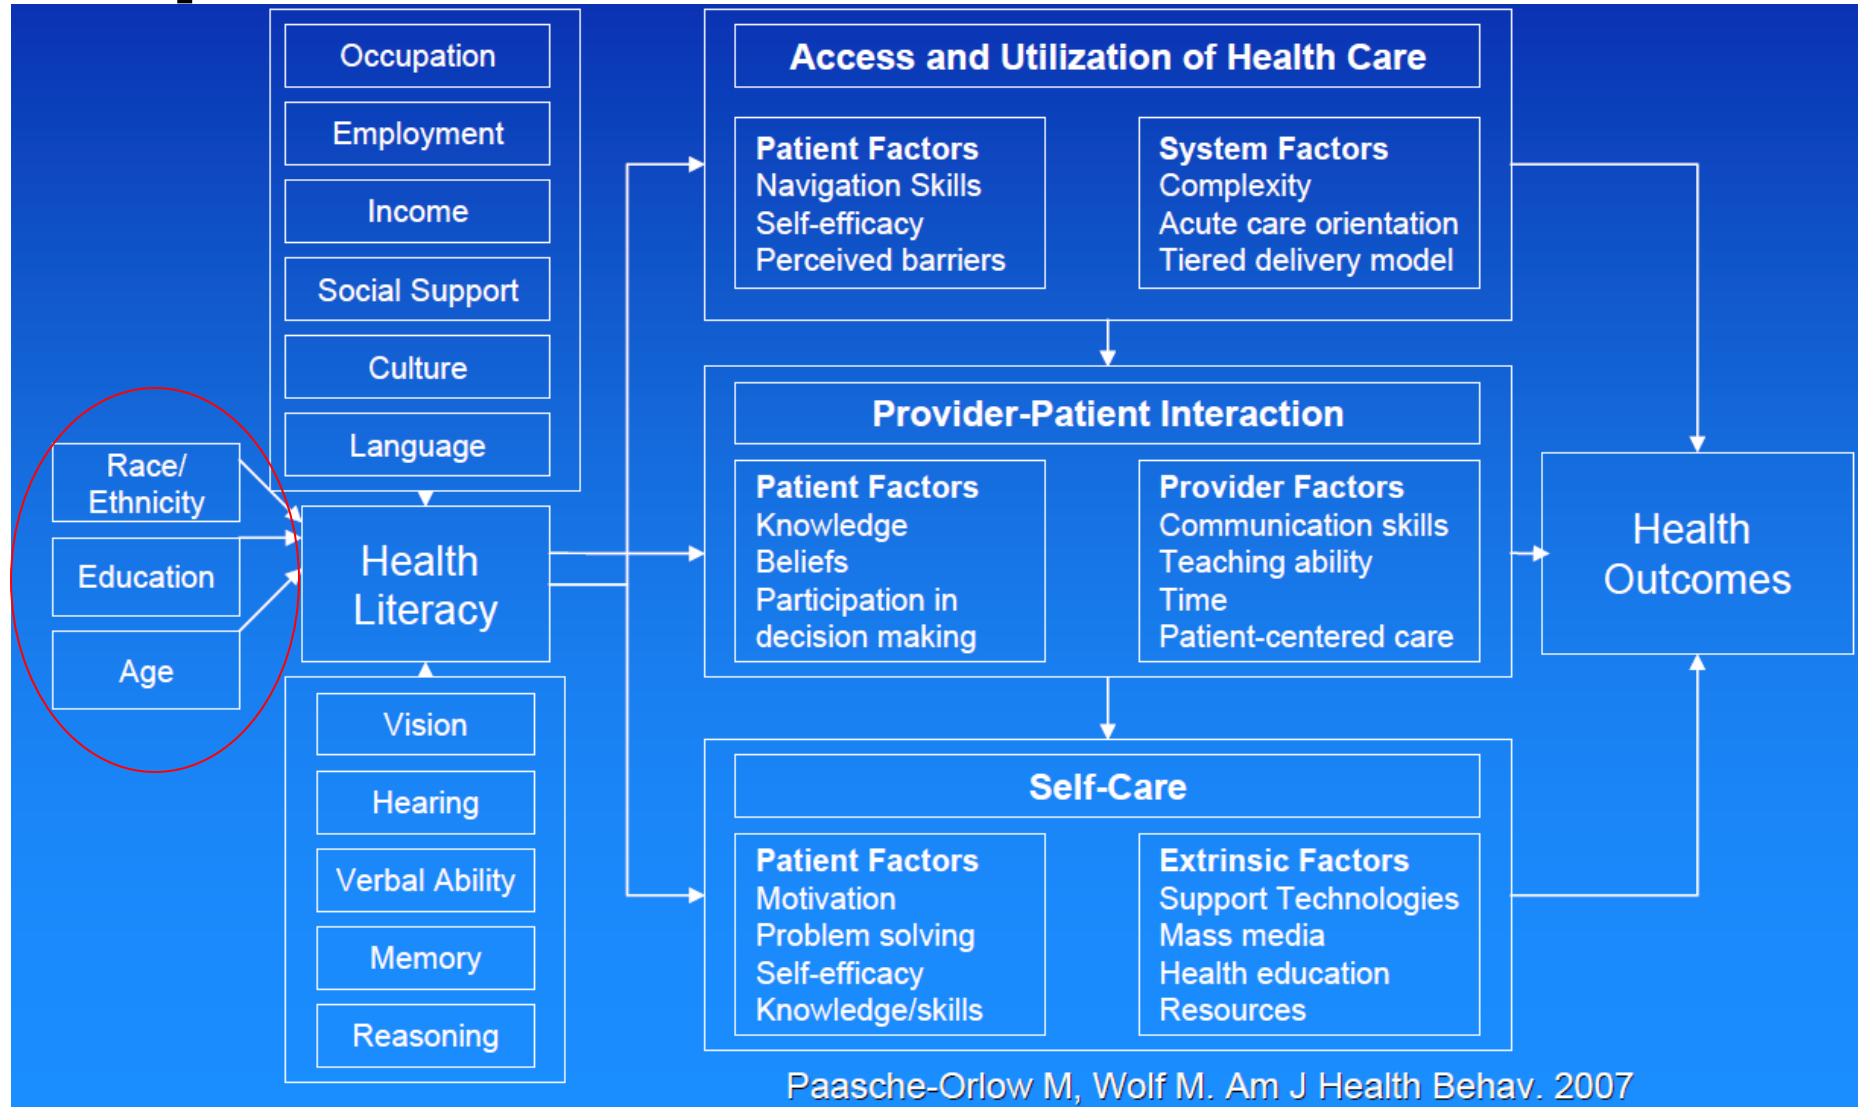 Occupation
Employment
Income
Social Support
Culture
Language
Race/
Ethnicity
Education
Age
Health
Literacy
Vision
Hearing
Verbal Ability
Memory
Reasoning
Access and Utilization of Health Care
Patient Factors
Navigation Skills
Self-efficacy
Perceived barriers
System Factors
Complexity
Acute care orientation
Tiered delivery model
Provider-Patient Interaction
Patient Factors
Knowledge
Beliefs
Participation in
decision making
Provider Factors
Communication skills
Teaching ability
Time
Patient-centered care
Self-Care
Patient Factors
Motivation
Problem solving
Self-efficacy
Knowledge/skills
Extrinsic Factors
Support Technologies
Mass media
Health education
Resources
Health
Outcomes
Paasche-Orlow M, Wolf M. Am J Health Behav. 2007